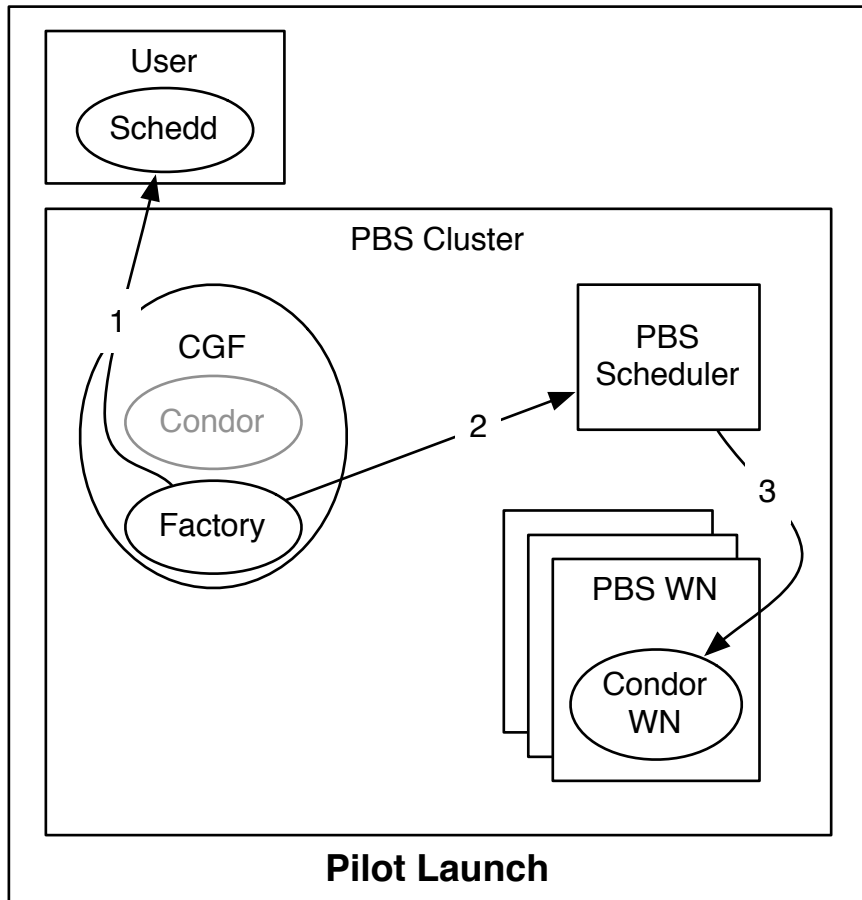 User
Schedd
PBS Cluster
1
CGF
Condor
Factory
2
PBS
Scheduler
3
PBS WN
Condor
WN
Pilot Launch